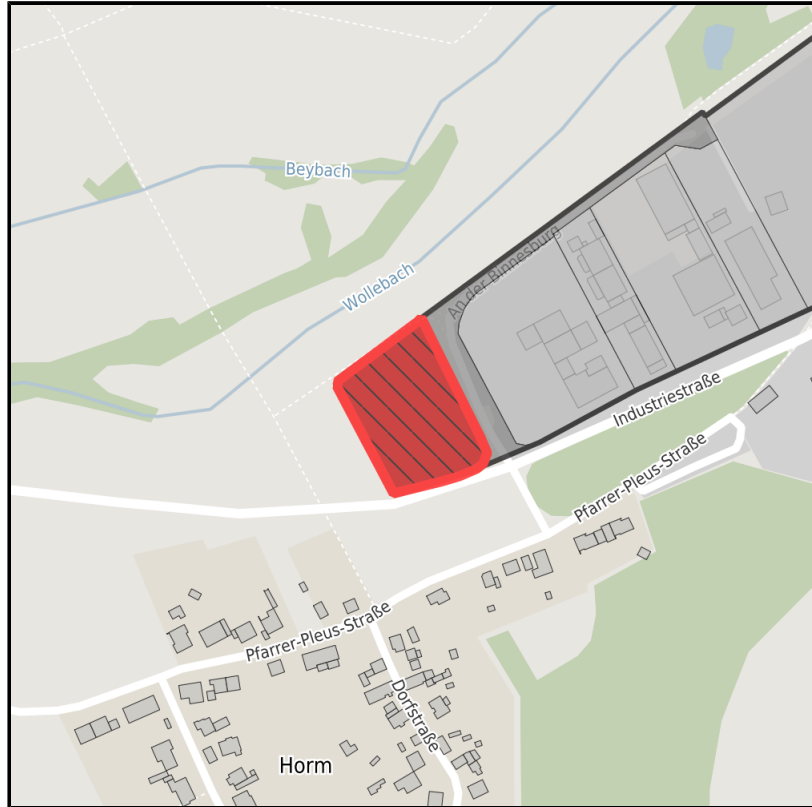 Beybach
Wollebach
An der Binnesburg
Industriestraße
Pfarrer-Pleus-Straße
Pfarrer-Pleus-Straße
Dorfstraße
Horm